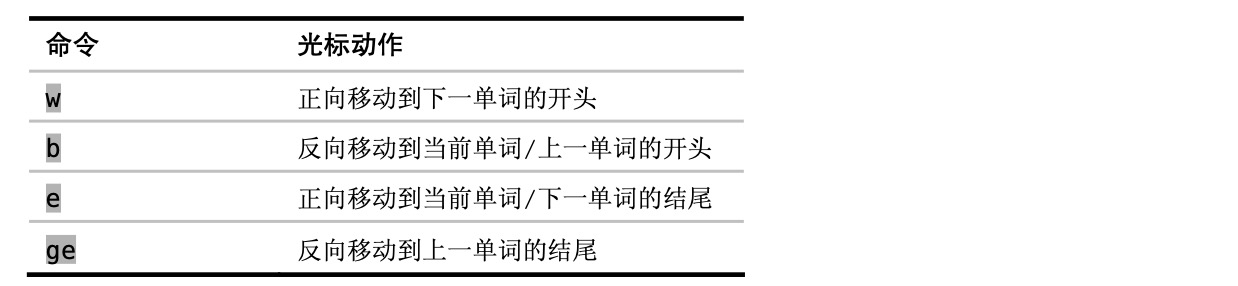 命令 光标动作
w 正向移动到下一单词的开头
b 反向移动到当前单词/上一单词的开头
e 正向移动到当前单词/下一单词的结尾
ge 反向移动到上一单词的结尾